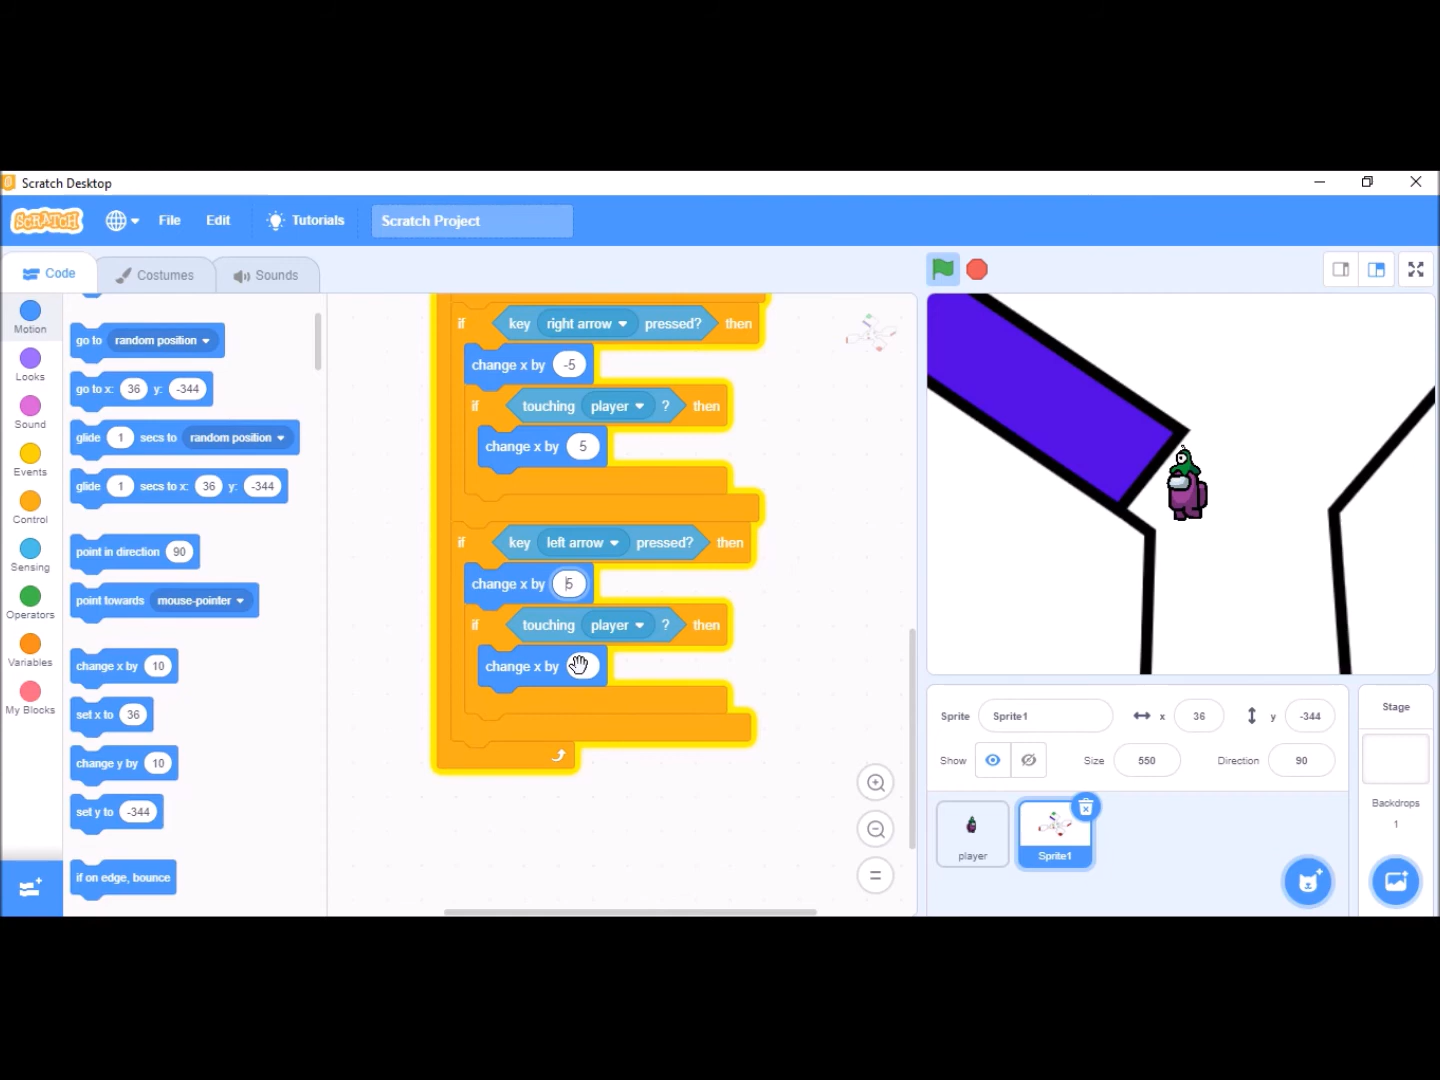 Scratch Desktop
SCRATCH
File
Edit
Tutorials
Scratch Project
Code
Costumes
Sounds
Motion
Looks
Sound
Events
Control
Sensing
Operators
Variables
My Blocks
go to random position
go to x: 36 y: -344
glide 1 secs to random position
glide 1 secs to x: 36 y: -344
point in direction 90
point towards mouse-pointer
change x by 10
set x to 36
change y by 10
set y to -344
if on edge, bounce
if key right arrow pressed? then
change x by -5
if touching player ? then
change x by 5
if key left arrow pressed? then
change x by 5
if touching player ? then
change x by
Sprite Sprite1 x 36 y -344
Show Size 550 Direction 90
player
Sprite1
Stage
Backdrops
1